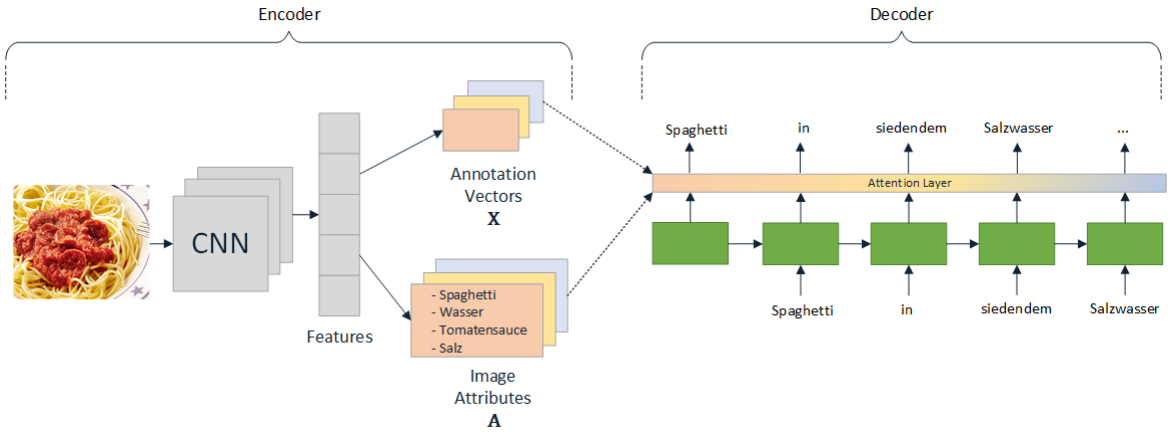 Encoder
Decoder
Spaghetti
in
siedendem
Salzwasser
...
Attention Layer
Annotation
Vectors
X
CNN
- Spaghetti
- Wasser
- Tomatensauce
- Salz
Features
Image
Attributes
A
Spaghetti
in
siedendem
Salzwasser